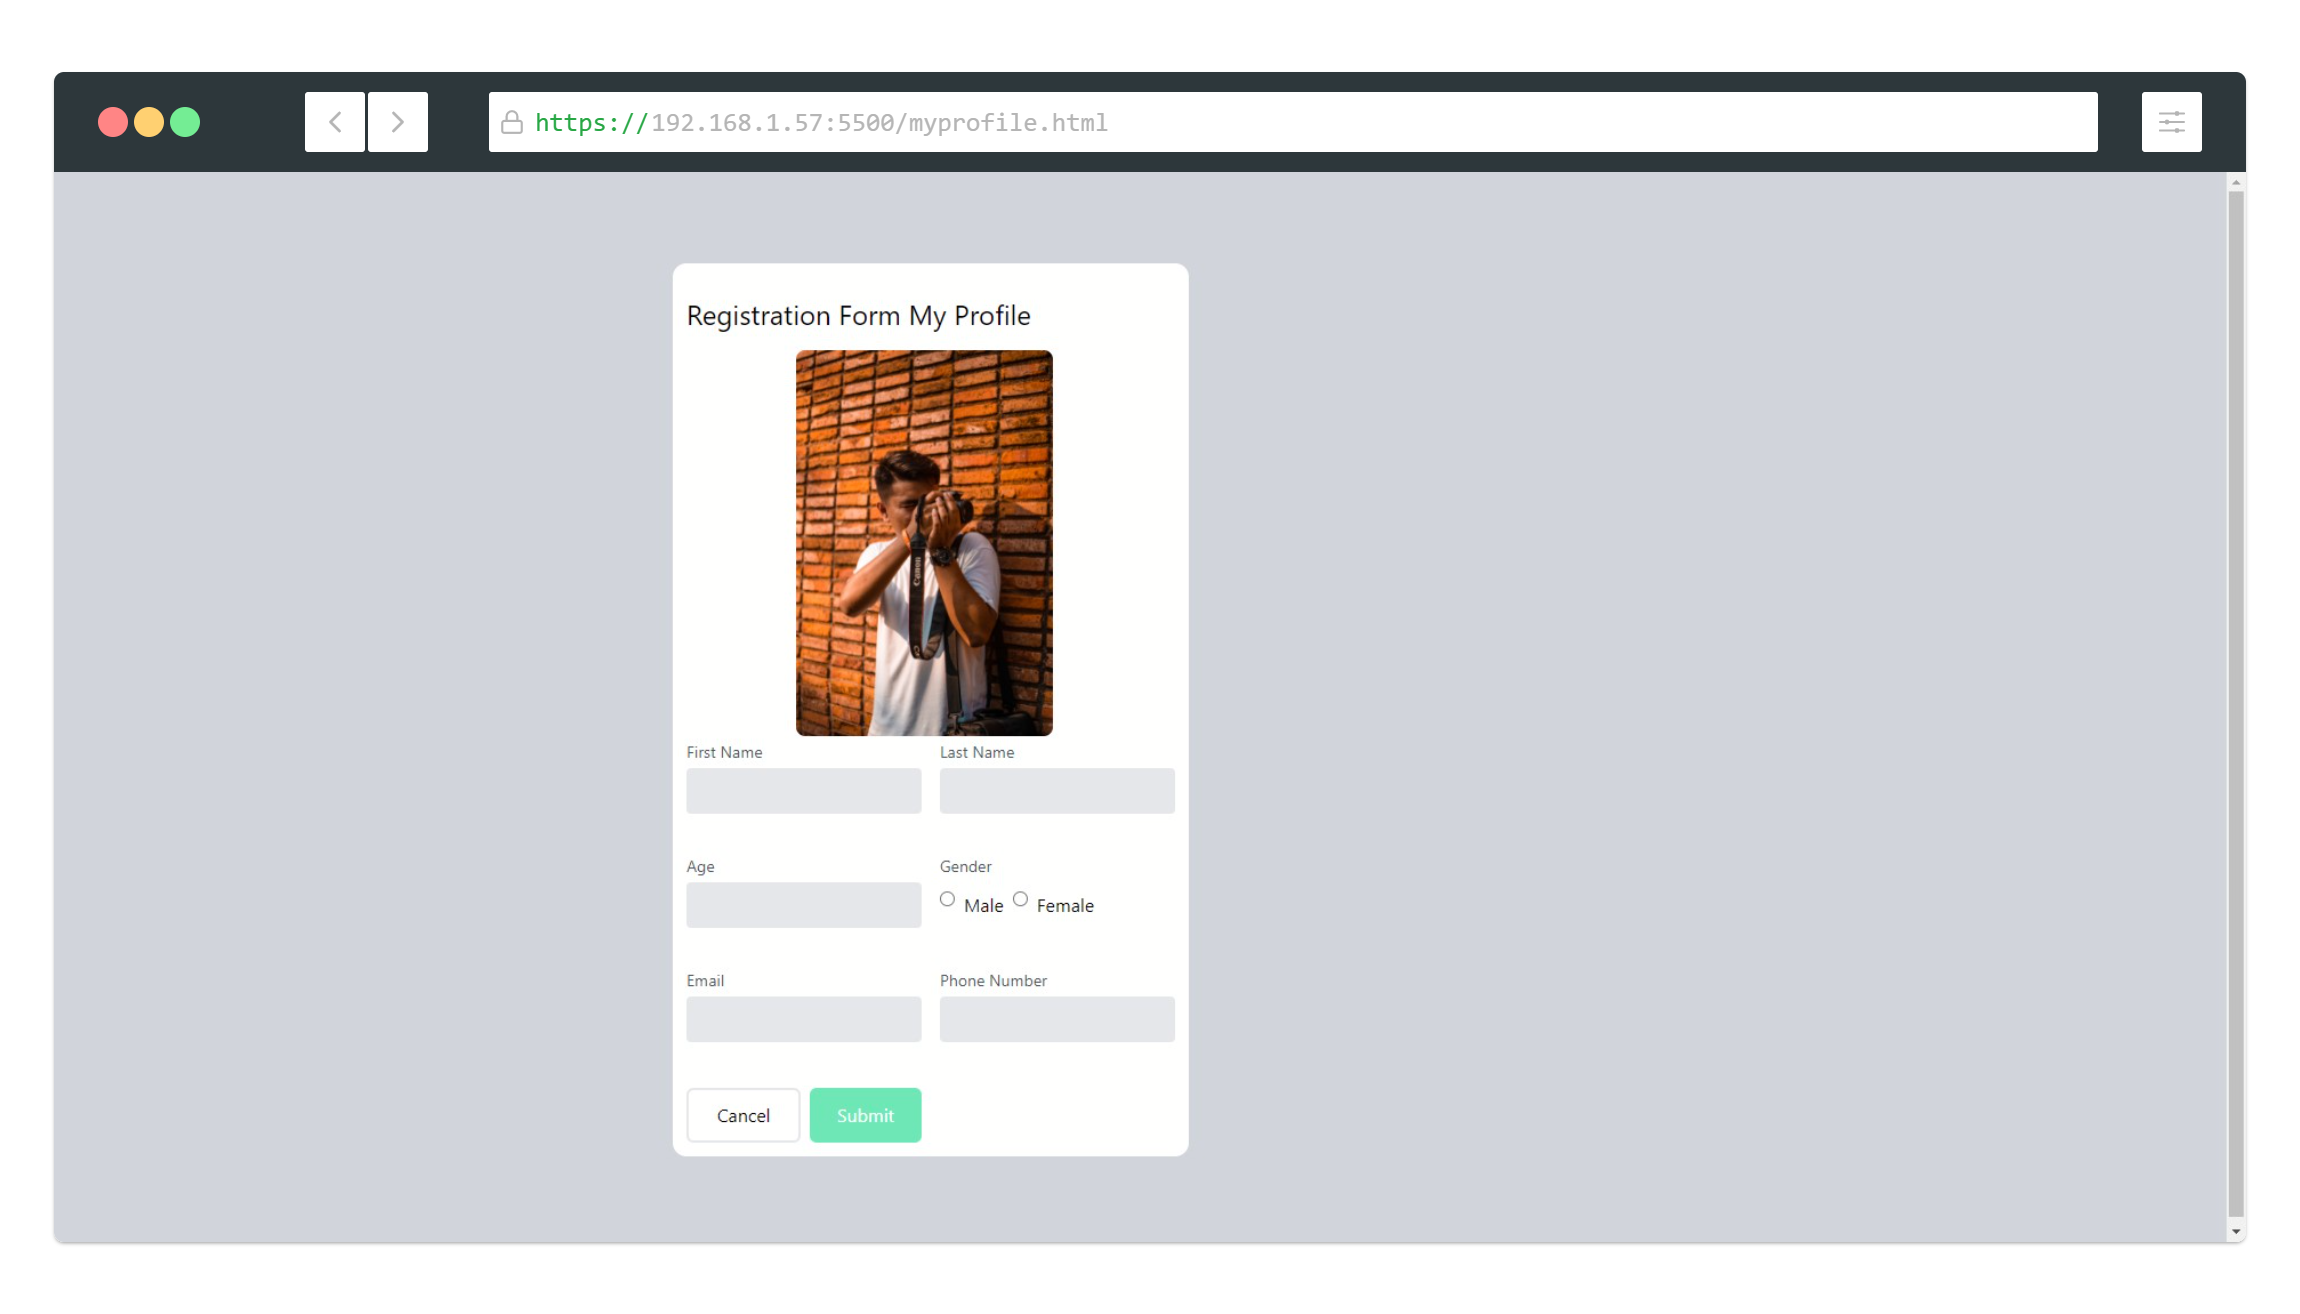 https://192.168.1.57:5500/myprofile.html
Registration Form My Profile
Canon
First Name Last Name
Age Gender
Male Female
Email Phone Number
Cancel Submit